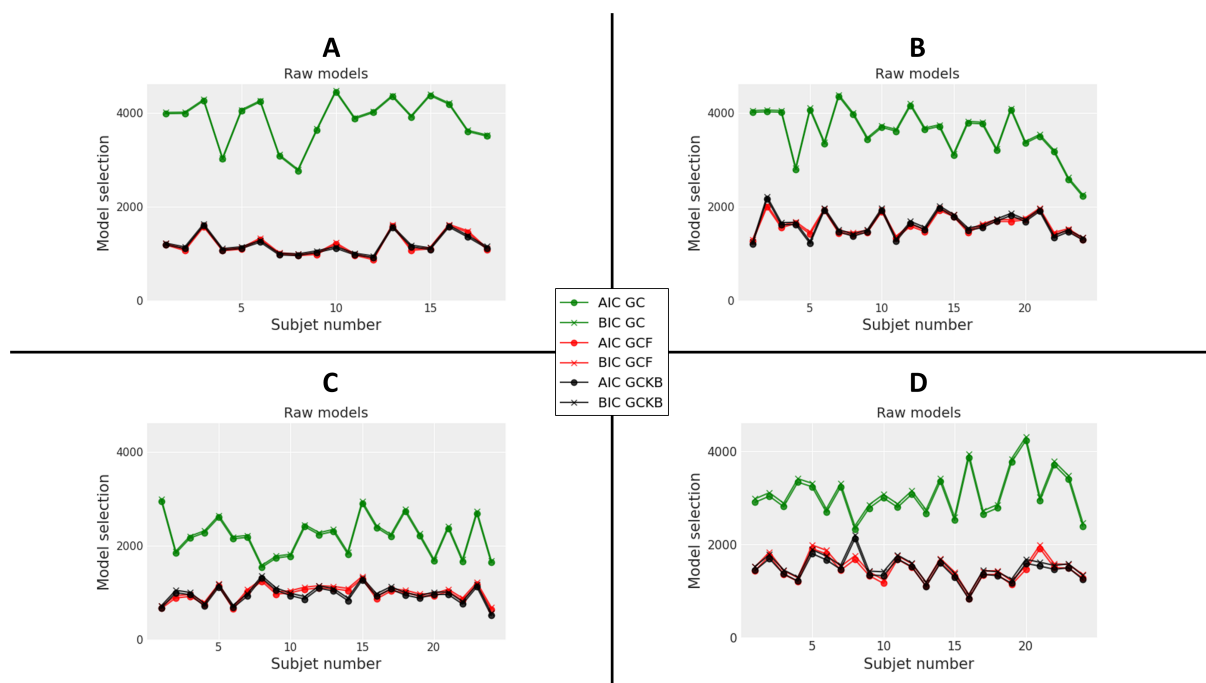 A
Raw models
Model selection
4000
2000
0
5
10
15
Subjet number
B
Raw models
Model selection
4000
2000
0
5
10
15
20
Subjet number
AIC GC
BIC GC
AIC GCF
BIC GCF
AIC GCKB
BIC GCKB
C
Raw models
Model selection
4000
2000
0
5
10
15
20
Subjet number
D
Raw models
Model selection
4000
2000
0
5
10
15
20
Subjet number